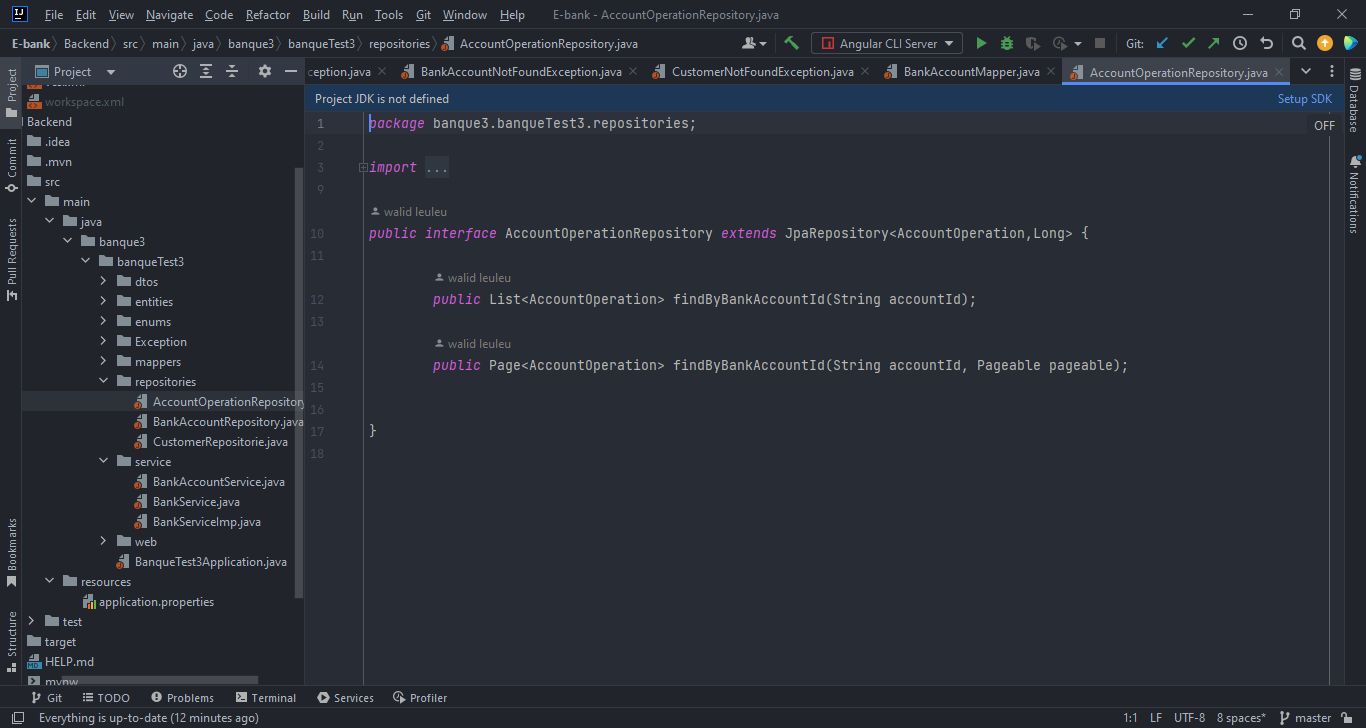 File Edit View Navigate Code Refactor Build Run Tools Git Window Help E-bank - AccountOperationRepository.java
E-bank Backend src main java banque3 banqueTest3 repositories AccountOperationRepository.java Angular CLI Server Git:
Project
ception.java BankAccountNotFoundException.java CustomerNotFoundException.java BankAccountMapper.java AccountOperationRepository.java
Project JDK is not defined Setup SDK
Project
Commit
Pull Requests
Bookmarks
Structure
workspace.xml
Backend
.idea
.mvn
src
main
java
banque3
banqueTest3
dtos
entities
enums
Exception
mappers
repositories
AccountOperationRepository
BankAccountRepository.java
CustomerRepositorie.java
service
BankAccountService.java
BankService.java
BankServiceImp.java
web
BanqueTest3Application.java
resources
application.properties
test
target
HELP.md
mvnw
1 package banque3.banqueTest3.repositories;
OFF
2
3 import ...
9
walid leuleu
10 public interface AccountOperationRepository extends JpaRepository<AccountOperation,Long> {
11
walid leuleu
12 public List<AccountOperation> findByBankAccountId(String accountId);
13
walid leuleu
14 public Page<AccountOperation> findByBankAccountId(String accountId, Pageable pageable);
15
16
17 }
18
Database
Notifications
Git TODO Problems Terminal Services Profiler
Everything is up-to-date (12 minutes ago) 1:1 LF UTF-8 8 spaces* master